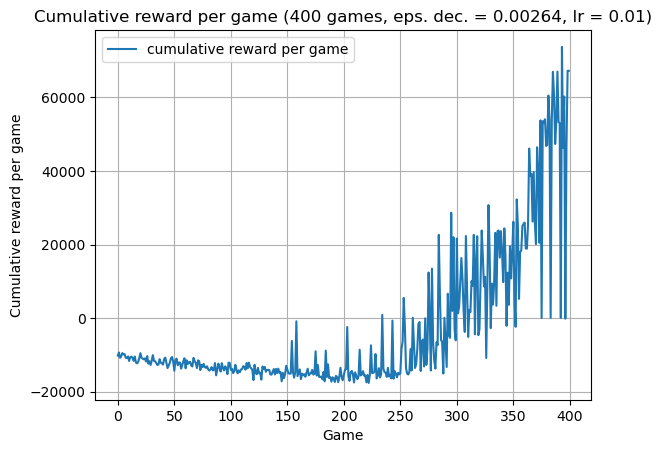 Cumulative reward per game (400 games, eps. dec. = 0.00264, lr = 0.01)
cumulative reward per game
Cumulative reward per game
60000
40000
20000
0
−20000
0 50 100 150 200 250 300 350 400
Game